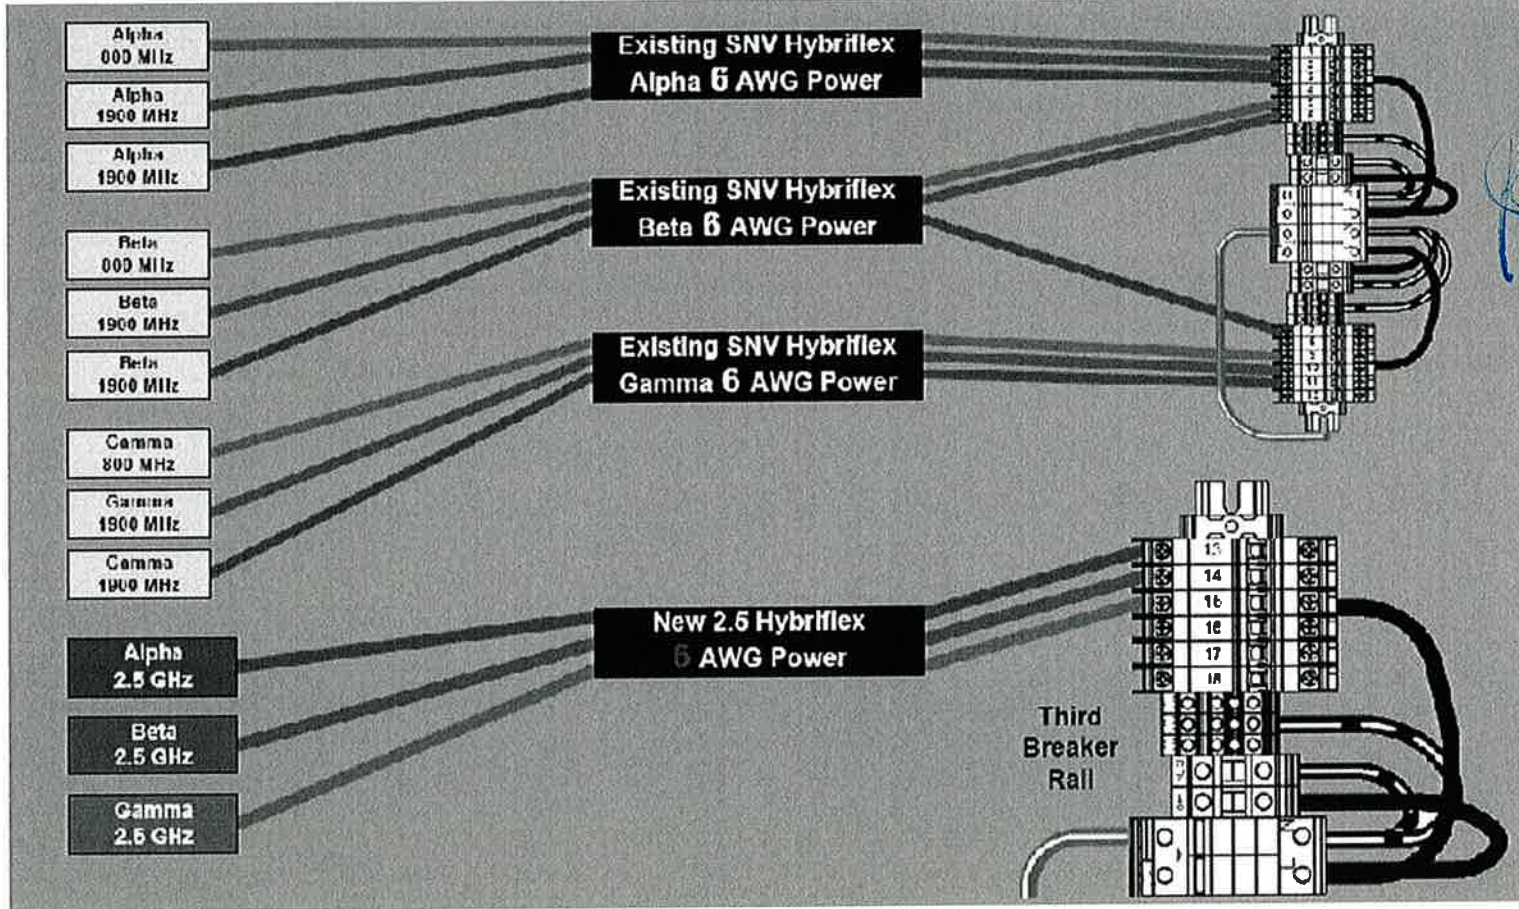 Alpha
800 MHz
Alpha
1900 MHz
Alpha
1900 MHz
Beta
800 MHz
Beta
1900 MHz
Beta
1900 MHz
Gamma
800 MHz
Gamma
1900 MHz
Gamma
1900 MHz
Alpha
2.5 GHz
Beta
2.5 GHz
Gamma
2.5 GHz
Existing SNV Hybriflex
Alpha 6 AWG Power
Existing SNV Hybriflex
Beta 6 AWG Power
Existing SNV Hybriflex
Gamma 6 AWG Power
New 2.5 Hybriflex
6 AWG Power
13
14
15
16
17
18
Third
Breaker
Rail